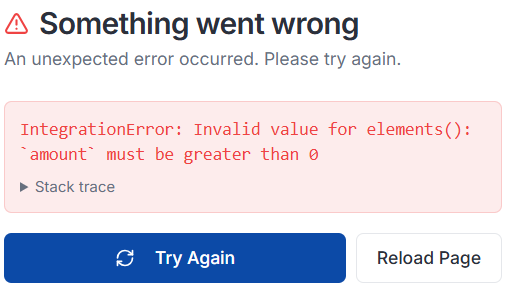 Something went wrong
An unexpected error occurred. Please try again.
IntegrationError: Invalid value for elements():
`amount` must be greater than 0
Stack trace
Try Again
Reload Page